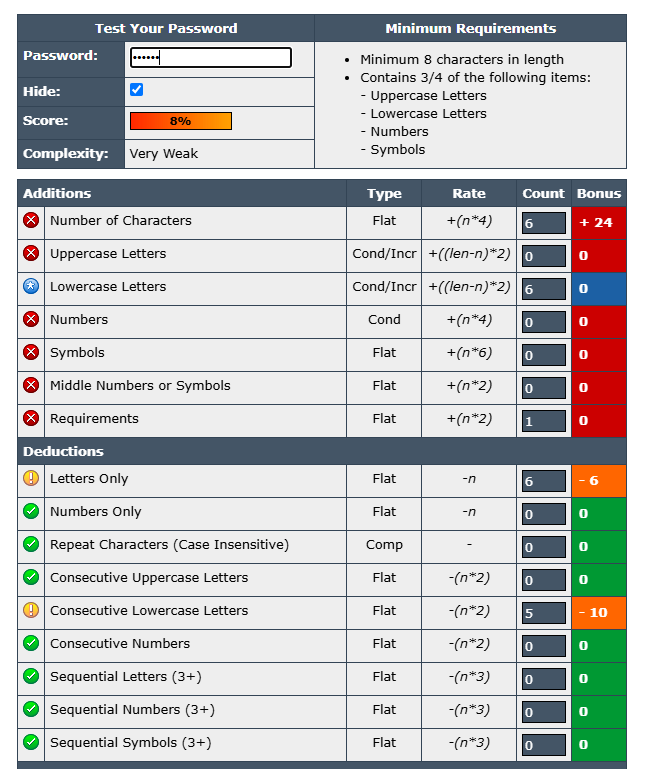 Test Your Password Minimum Requirements
Password: ••••••
Hide:
Score: 8%
Complexity: Very Weak
• Minimum 8 characters in length
• Contains 3/4 of the following items:
- Uppercase Letters
- Lowercase Letters
- Numbers
- Symbols
Additions Type Rate Count Bonus
Number of Characters Flat +(n*4) 6 + 24
Uppercase Letters Cond/Incr +((len-n)*2) 0 0
Lowercase Letters Cond/Incr +((len-n)*2) 6 0
Numbers Cond +(n*4) 0 0
Symbols Flat +(n*6) 0 0
Middle Numbers or Symbols Flat +(n*2) 0 0
Requirements Flat +(n*2) 1 0
Deductions
Letters Only Flat -n 6 - 6
Numbers Only Flat -n 0 0
Repeat Characters (Case Insensitive) Comp - 0 0
Consecutive Uppercase Letters Flat -(n*2) 0 0
Consecutive Lowercase Letters Flat -(n*2) 5 - 10
Consecutive Numbers Flat -(n*2) 0 0
Sequential Letters (3+) Flat -(n*3) 0 0
Sequential Numbers (3+) Flat -(n*3) 0 0
Sequential Symbols (3+) Flat -(n*3) 0 0